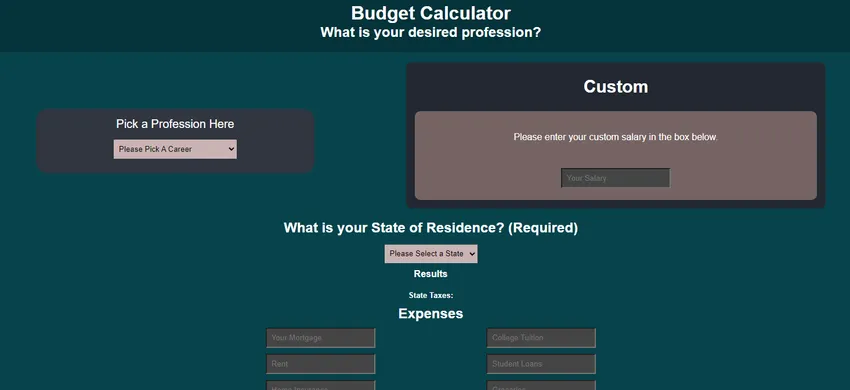 Budget Calculator
What is your desired profession?
Pick a Profession Here
Please Pick A Career
Custom
Please enter your custom salary in the box below.
Your Salary
What is your State of Residence? (Required)
Please Select a State
Results
State Taxes:
Expenses
Your Mortgage
College Tuition
Rent
Student Loans